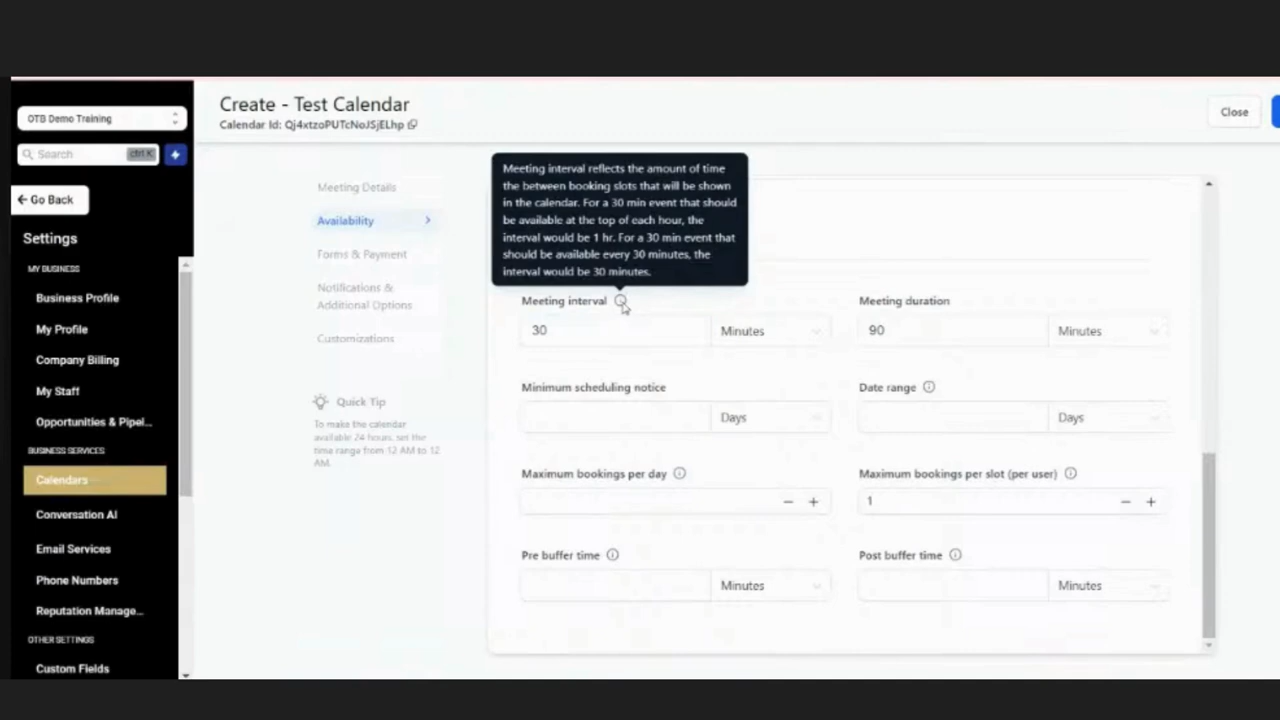 OTB Demo Training
Search
ctrl K
Go Back
Settings
MY BUSINESS
Business Profile
My Profile
Company Billing
My Staff
Opportunities & Pipel...
BUSINESS SERVICES
Calendars
Conversation AI
Email Services
Phone Numbers
Reputation Manage...
OTHER SETTINGS
Custom Fields
Create - Test Calendar
Calendar Id: Qj4xtzoPUTcNoJSjELhp
Close
Meeting Details
Availability
Forms & Payment
Notifications &
Additional Options
Customizations
Quick Tip
To make the calendar
available 24 hours, set the
time range from 12 AM to 12
AM.
Meeting interval reflects the amount of time
the between booking slots that will be shown
in the calendar. For a 30 min event that should
be available at the top of each hour, the
interval would be 1 hr. For a 30 min event that
should be available every 30 minutes, the
interval would be 30 minutes.
Meeting interval
30 Minutes
Meeting duration
90 Minutes
Minimum scheduling notice
Days
Date range
Days
Maximum bookings per day
Maximum bookings per slot (per user)
1
Pre buffer time
Minutes
Post buffer time
Minutes